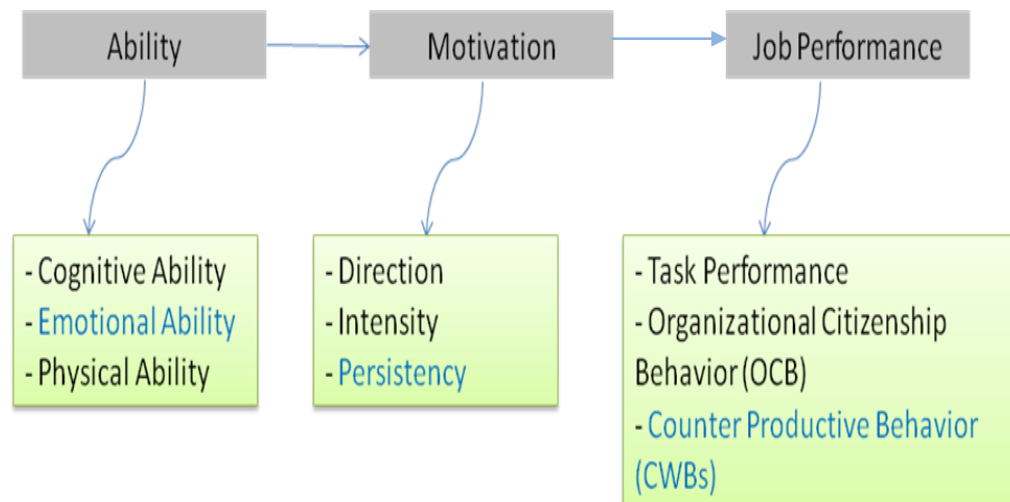 Ability
Motivation
Job Performance
- Cognitive Ability
- Emotional Ability
- Physical Ability
- Direction
- Intensity
- Persistency
- Task Performance
- Organizational Citizenship
Behavior (OCB)
- Counter Productive Behavior
(CWBs)